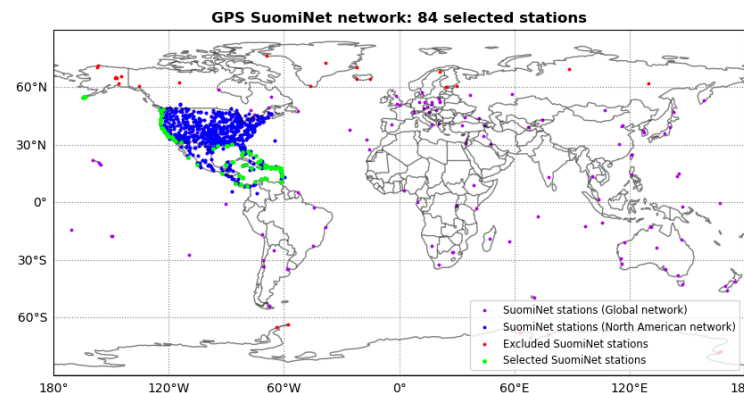 GPS SuomiNet network: 84 selected stations
60°N
30°N
0°
30°S
60°S
SuomiNet stations (Global network)
SuomiNet stations (North American network)
Excluded SuomiNet stations
Selected SuomiNet stations
180° 120°W 60°W 0° 60°E 120°E 18